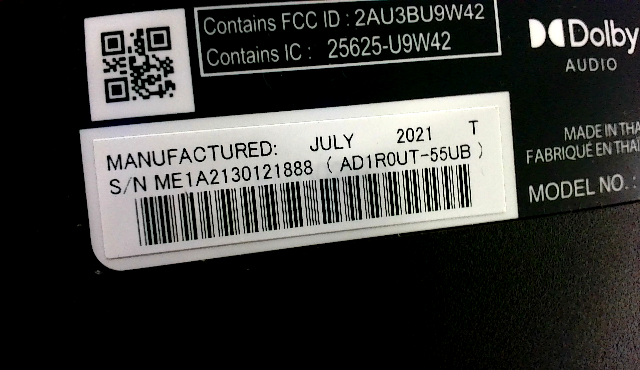 Contains FCC ID : 2AU3BU9W42
Contains IC : 25625-U9W42
Dolby
AUDIO
MANUFACTURED: JULY 2021 T
S/N ME1A2130121888 ( AD1R0UT-55UB )
MADE IN THA
FABRIQUÉ EN THAÏ
MODEL NO. :